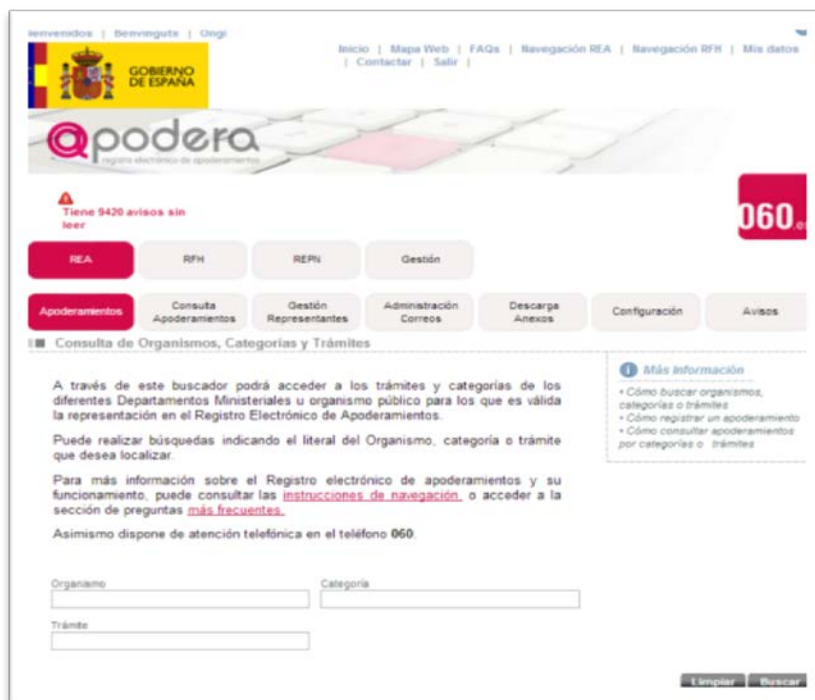 ienvenidos | Benvinguts | Ongi
Inicio | Mapa Web | FAQs | Navegación REA | Navegación RFH | Mis datos
| Contactar | Salir |
GOBIERNO
DE ESPAÑA
@podera
registro electrónico de apoderamientos
Tiene 9420 avisos sin
leer
060.es
REA
RFH
REPN
Gestión
Apoderamientos
Consulta
Apoderamientos
Gestión
Representantes
Administración
Correos
Descarga
Anexos
Configuración
Avisos
Consulta de Organismos, Categorías y Trámites
A través de este buscador podrá acceder a los trámites y categorías de los
diferentes Departamentos Ministeriales u organismo público para los que es válida
la representación en el Registro Electrónico de Apoderamientos.
Puede realizar búsquedas indicando el literal del Organismo, categoría o trámite
que desea localizar.
Para más información sobre el Registro electrónico de apoderamientos y su
funcionamiento, puede consultar las instrucciones de navegación o acceder a la
sección de preguntas más frecuentes.
Asimismo dispone de atención telefónica en el teléfono 060.
Más Información
• Cómo buscar organismos,
categorías o trámites
• Cómo registrar un apoderamiento
• Cómo consultar apoderamientos
por categorías o trámites
Organismo
Categoría
Trámite
Limpiar
Buscar